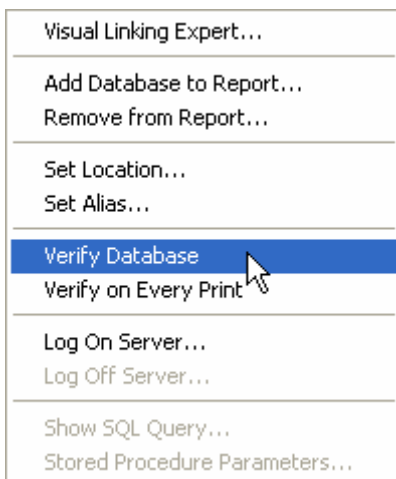 Visual Linking Expert...
Add Database to Report...
Remove from Report...
Set Location...
Set Alias...
Verify Database
Verify on Every Print
Log On Server...
Log Off Server...
Show SQL Query...
Stored Procedure Parameters...